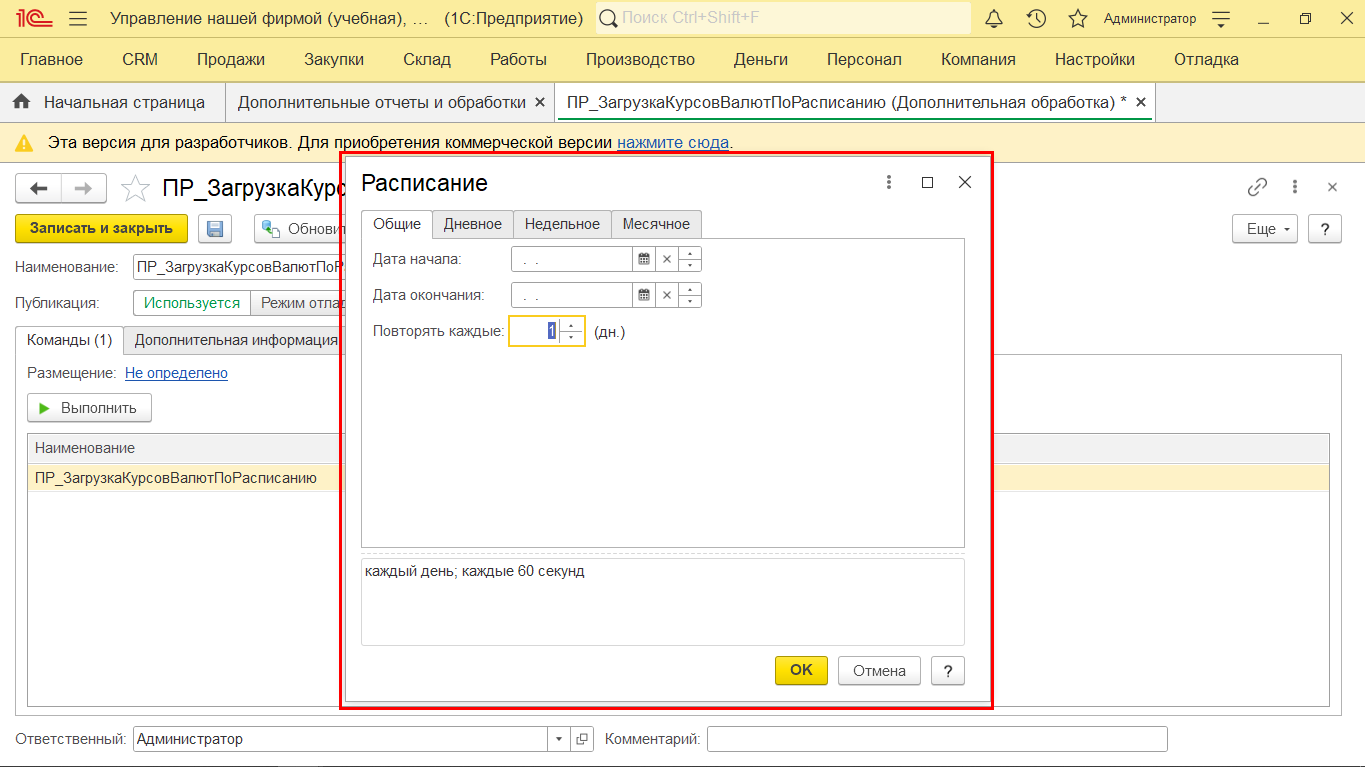 Управление нашей фирмой (учебная), ... (1С:Предприятие) Поиск Ctrl+Shift+F Администратор
Главное CRM Продажи Закупки Склад Работы Производство Деньги Персонал Компания Настройки Отладка
Начальная страница Дополнительные отчеты и обработки × ПР_ЗагрузкаКурсовВалютПоРасписанию (Дополнительная обработка) * ×
Эта версия для разработчиков. Для приобретения коммерческой версии нажмите сюда.
ПР_ЗагрузкаКурсо
Записать и закрыть Обновит Еще ?
Наименование: ПР_ЗагрузкаКурсовВалютПоРа
Публикация: Используется Режим отлад
Команды (1) Дополнительная информация
Размещение: Не определено
Выполнить
Наименование
ПР_ЗагрузкаКурсовВалютПоРасписанию
Расписание
Общие Дневное Недельное Месячное
Дата начала: . .
Дата окончания: . .
Повторять каждые: 1 (дн.)
каждый день; каждые 60 секунд
OK Отмена ?
Ответственный: Администратор Комментарий: